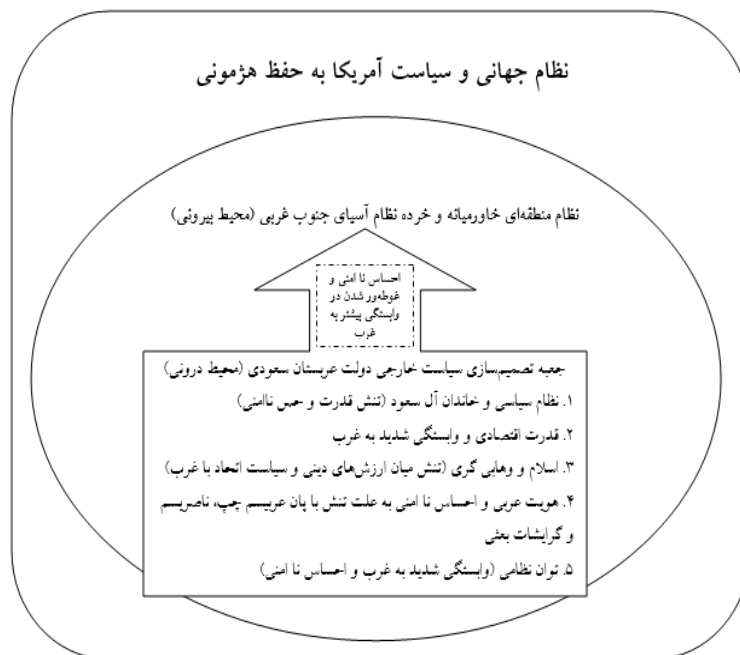 نظام جهانی و سیاست آمریکا به حفظ هژمونی
نظام منطقه‌ای خاورمیانه و خرده نظام آسیای جنوب غربی (محیط بیرونی)
احساس نا امنی و
غوطه‌ور شدن در
وابستگی بیشتر به
غرب
جعبه تصمیم‌سازی سیاست خارجی دولت عربستان سعودی (محیط درونی)
۱. نظام سیاسی و خاندان آل سعود (تنش قدرت و حس ناامنی)
۲. قدرت اقتصادی و وابستگی شدید به غرب
۳. اسلام و وهابی گری (تنش میان ارزش‌های دینی و سیاست اتحاد با غرب)
۴. هویت عربی و احساس نا امنی به علت تنش با پان عربیسم چپ، ناصریسم
و گرایشات بعثی
۵. توان نظامی (وابستگی شدید به غرب و احساس نا امنی)